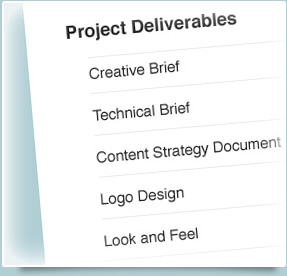 Project Deliverables
Creative Brief
Technical Brief
Content Strategy Document
Logo Design
Look and Feel